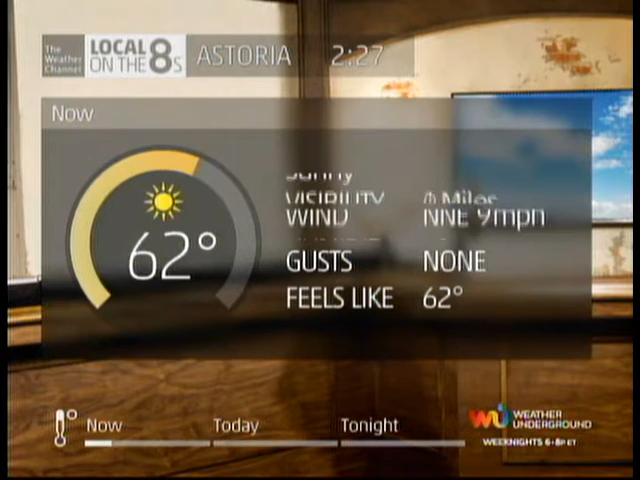 The
Weather
Channel
LOCAL
ON THE 8s
ASTORIA 2:27
Now
62°
WIND NNE 9mph
GUSTS NONE
FEELS LIKE 62°
Now Today Tonight
WU WEATHER
UNDERGROUND
WEEKNIGHTS 6-8P ET